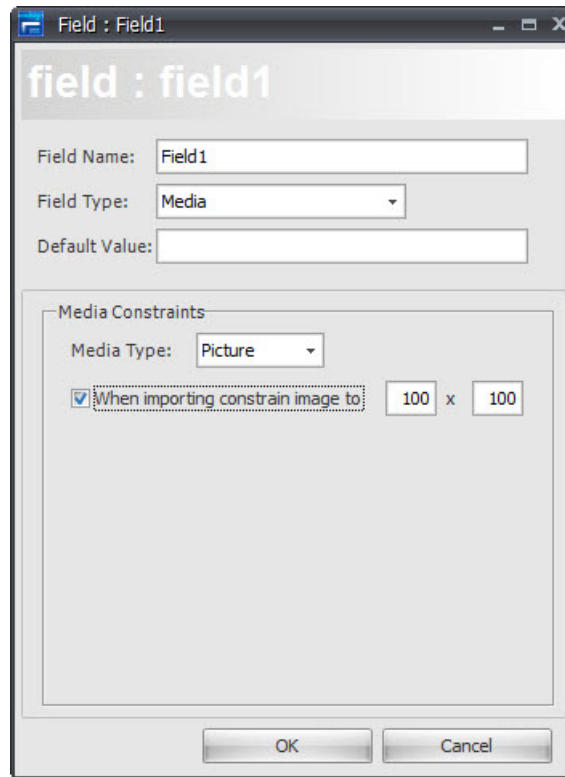 Field : Field1
field : field1
Field Name: Field1
Field Type: Media
Default Value:
Media Constraints
Media Type: Picture
When importing constrain image to 100 x 100
OK Cancel